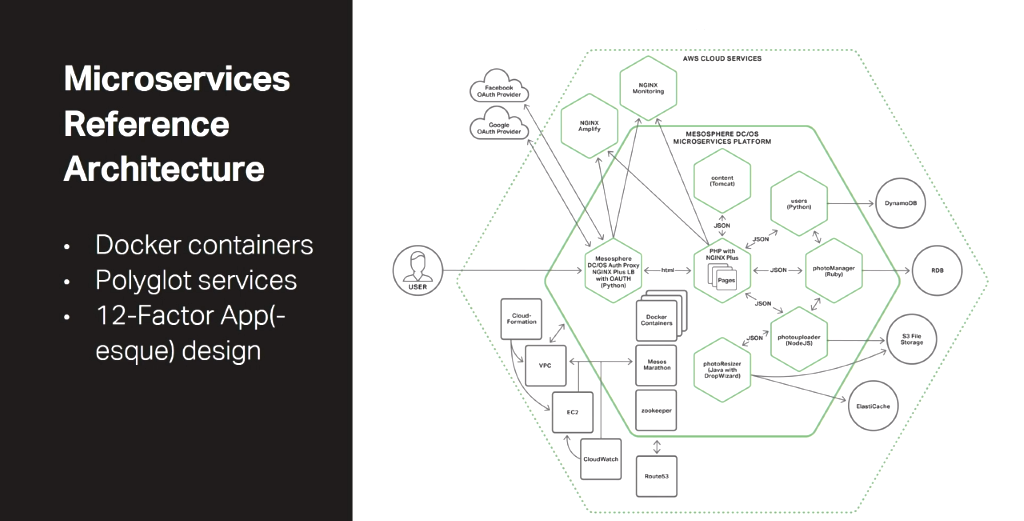 Microservices
Reference
Architecture
• Docker containers
• Polyglot services
• 12-Factor App(-
esque) design
AWS CLOUD SERVICES
Facebook
OAuth Provider
Google
OAuth Provider
NGINX
Monitoring
NGINX
Amplify
MESOSPHERE DC/OS
MICROSERVICES PLATFORM
content
(Tomcat)
users
(Python)
DynamoDB
JSON
JSON
USER
Mesosphere
DC/OS Auth Proxy
NGINX Plus LB
with OAUTH
(Python)
html
PHP with
NGINX Plus
Pages
JSON
photoManager
(Ruby)
RDB
JSON
Cloud-
Formation
Docker
Containers
JSON
photouploader
(NodeJS)
S3 File
Storage
VPC
Mesos
Marathon
photoResizer
(Java with
DropWizard)
EC2
zookeeper
ElastiCache
CloudWatch
Route53